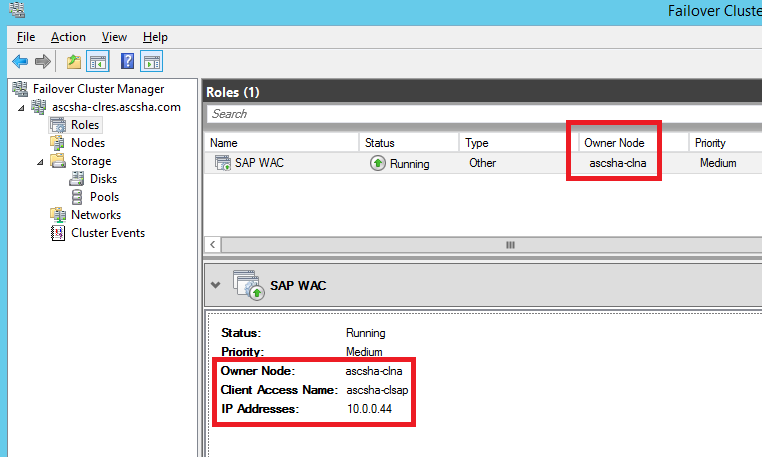 Failover Cluste
File Action View Help
Failover Cluster Manager
ascsha-clres.ascsha.com
Roles
Nodes
Storage
Disks
Pools
Networks
Cluster Events
Roles (1)
Search
Name Status Type Owner Node Priority
SAP WAC Running Other ascsha-clna Medium
SAP WAC
Status: Running
Priority: Medium
Owner Node: ascsha-clna
Client Access Name: ascsha-clsap
IP Addresses: 10.0.0.44